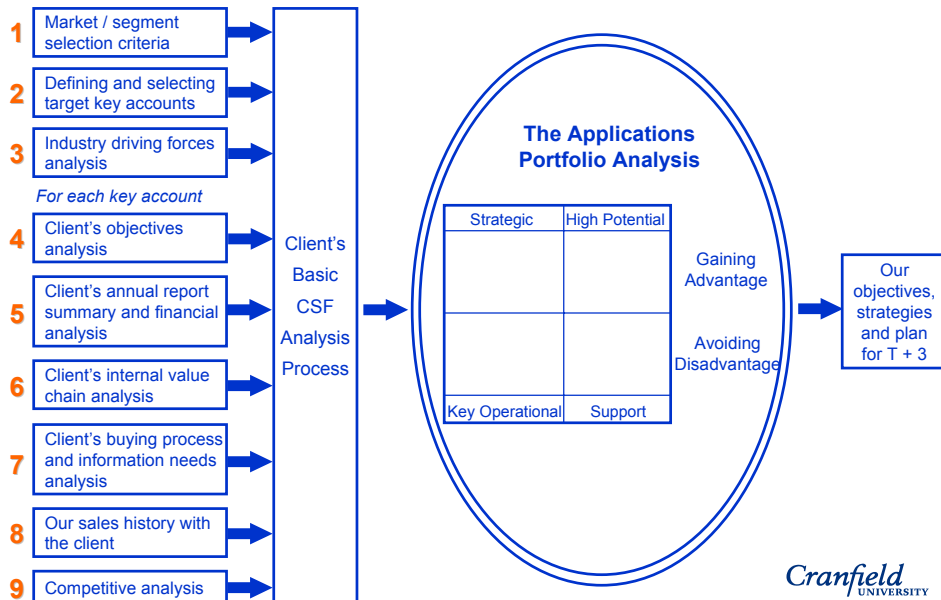 1
Market / segment
selection criteria
2
Defining and selecting
target key accounts
3
Industry driving forces
analysis
For each key account
4
Client's objectives
analysis
5
Client's annual report
summary and financial
analysis
6
Client's internal value
chain analysis
7
Client's buying process
and information needs
analysis
8
Our sales history with
the client
9
Competitive analysis
Client's
Basic
CSF
Analysis
Process
The Applications
Portfolio Analysis
Strategic
High Potential
Key Operational
Support
Gaining
Advantage
Avoiding
Disadvantage
Our
objectives,
strategies
and plan
for T + 3
Cranfield
UNIVERSITY